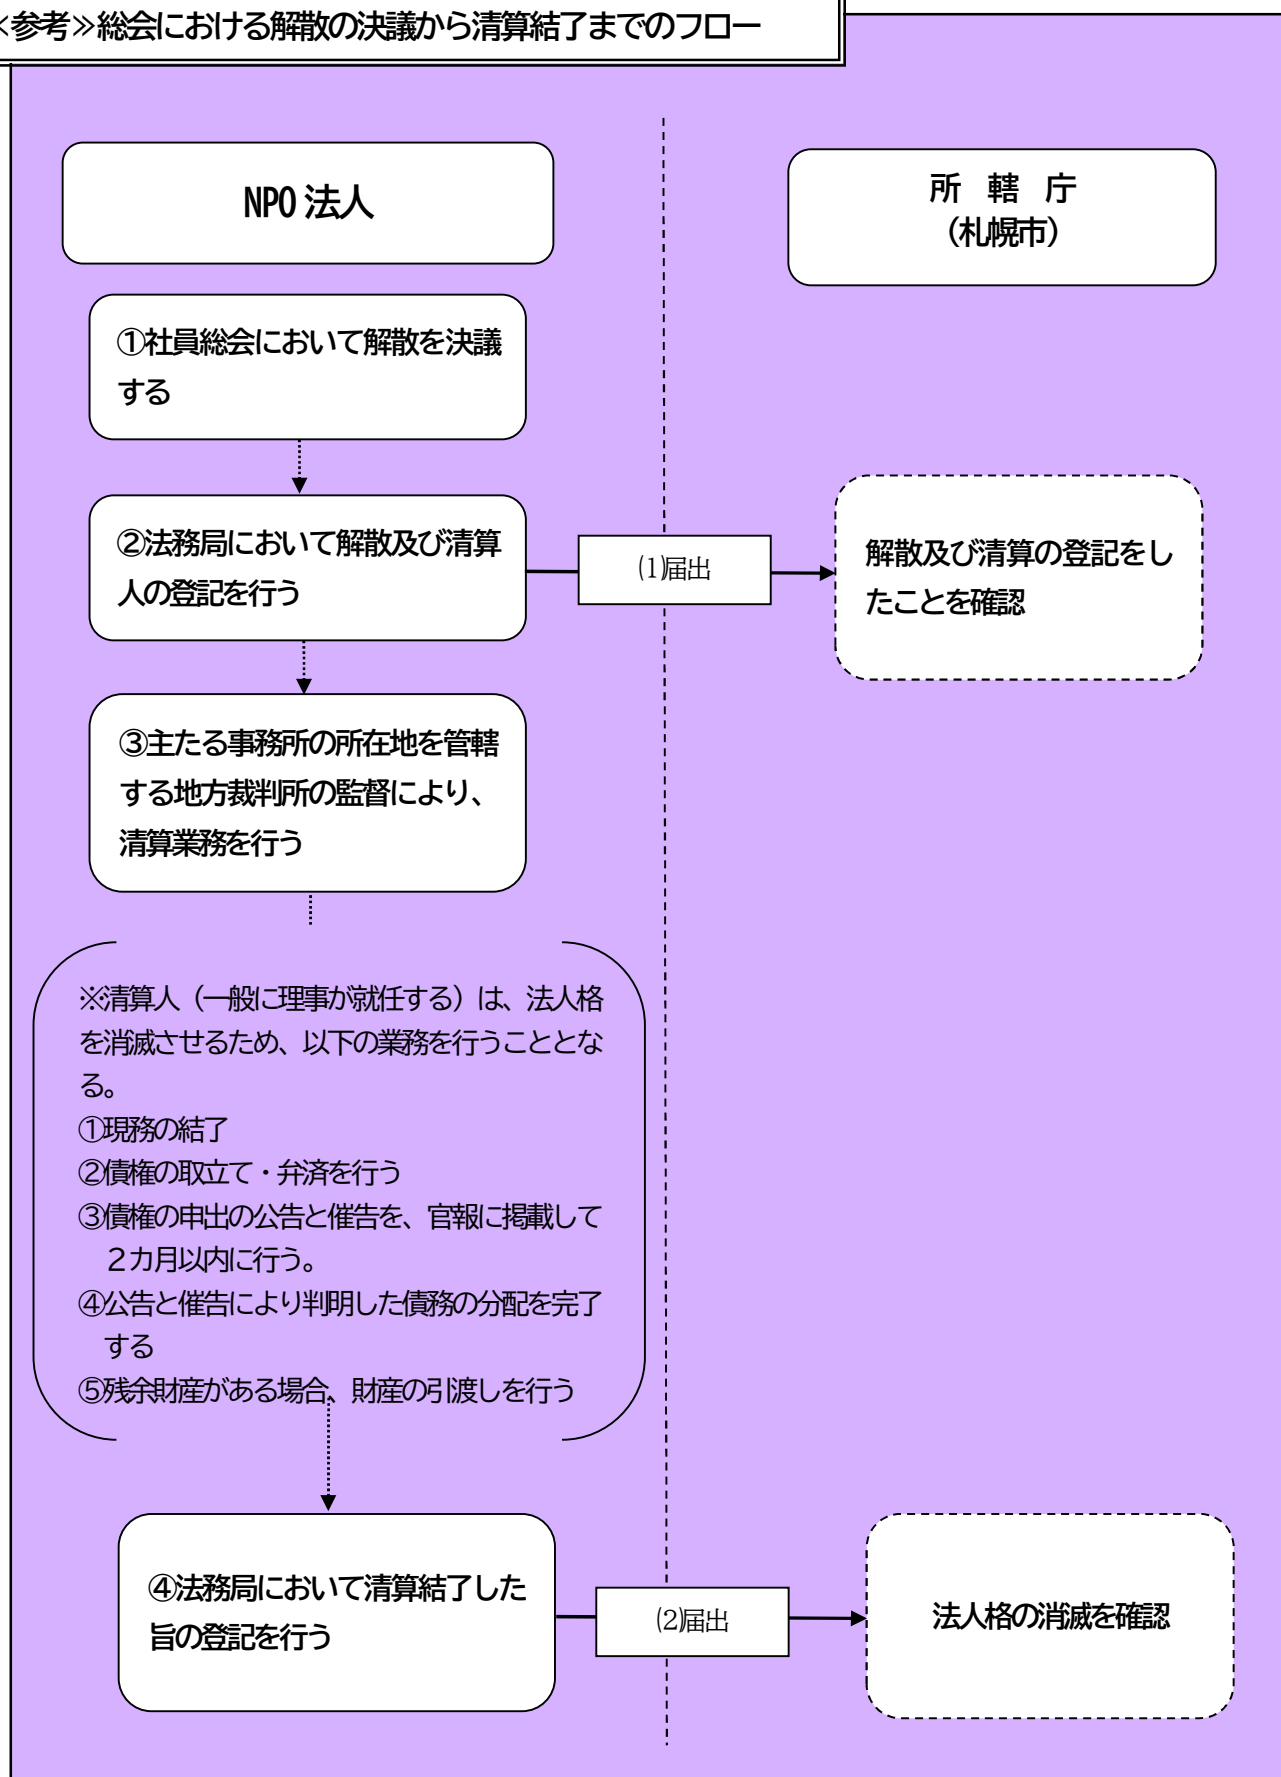 ≪参考≫総会における解散の決議から清算結了までのフロー
NPO法人
所 轄 庁
（札幌市）
①社員総会において解散を決議
する
②法務局において解散及び清算
人の登記を行う
(1)届出
解散及び清算の登記をし
たことを確認
③主たる事務所の所在地を管轄
する地方裁判所の監督により、
清算業務を行う
※清算人（一般に理事が就任する）は、法人格
を消滅させるため、以下の業務を行うこととな
る。
①現務の結了
②債権の取立て・弁済を行う
③債権の申出の公告と催告を、官報に掲載して
２カ月以内に行う。
④公告と催告により判明した債務の分配を完了
する
⑤残余財産がある場合、財産の引渡しを行う
④法務局において清算結了した
旨の登記を行う
(2)届出
法人格の消滅を確認